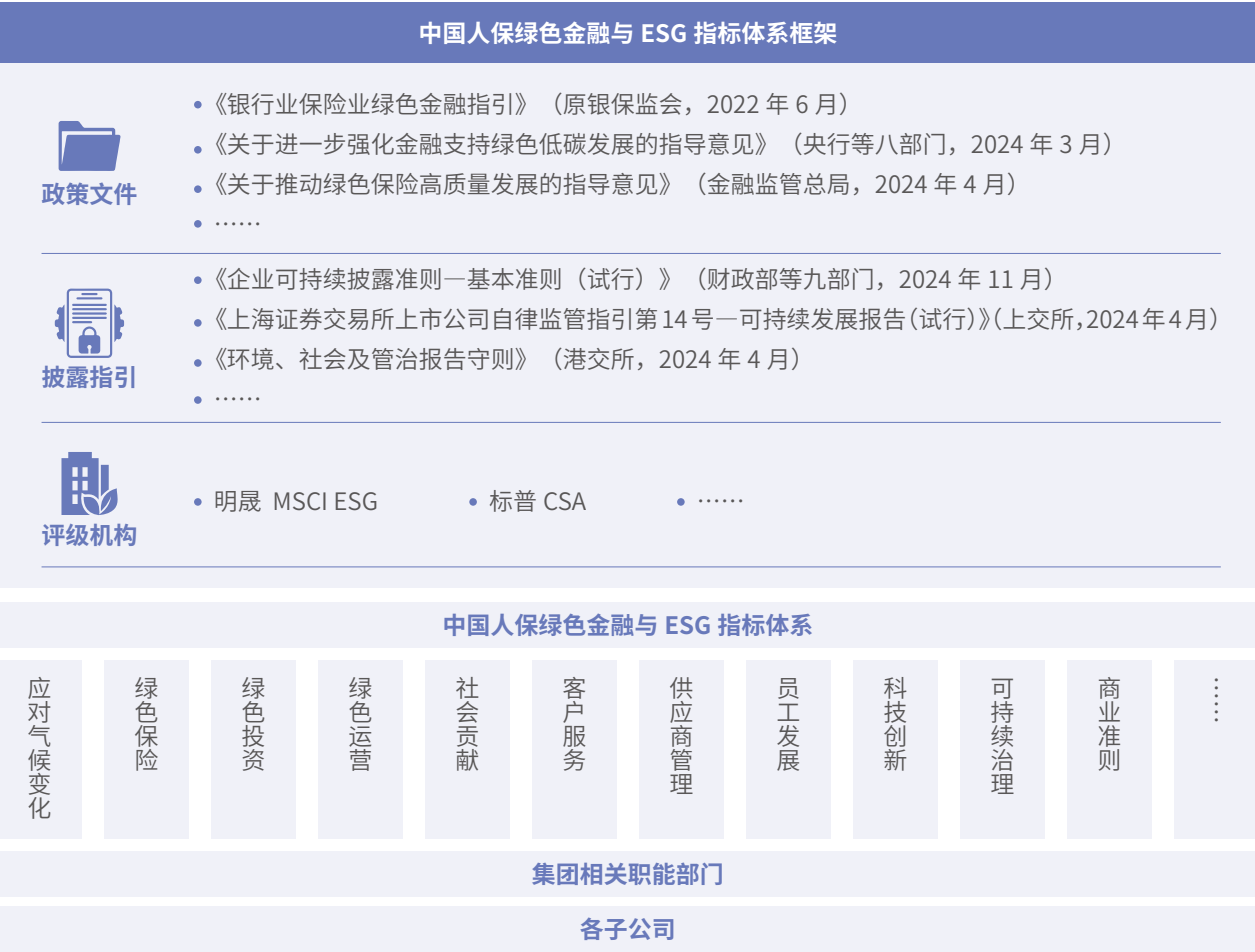 中国人保绿色金融与 ESG 指标体系框架
政策文件
• 《银行业保险业绿色金融指引》（原银保监会，2022 年 6 月）
• 《关于进一步强化金融支持绿色低碳发展的指导意见》（央行等八部门，2024 年 3 月）
• 《关于推动绿色保险高质量发展的指导意见》（金融监管总局，2024 年 4 月）
• ……
披露指引
• 《企业可持续披露准则—基本准则（试行）》（财政部等九部门，2024 年 11 月）
• 《上海证券交易所上市公司自律监管指引第 14 号—可持续发展报告（试行）》（上交所，2024 年 4 月）
• 《环境、社会及管治报告守则》（港交所，2024 年 4 月）
• ……
评级机构
• 明晟 MSCI ESG • 标普 CSA • ……
中国人保绿色金融与 ESG 指标体系
应对气候变化
绿色保险
绿色投资
绿色运营
社会贡献
客户服务
供应商管理
员工发展
科技创新
可持续治理
商业准则
……
集团相关职能部门
各子公司